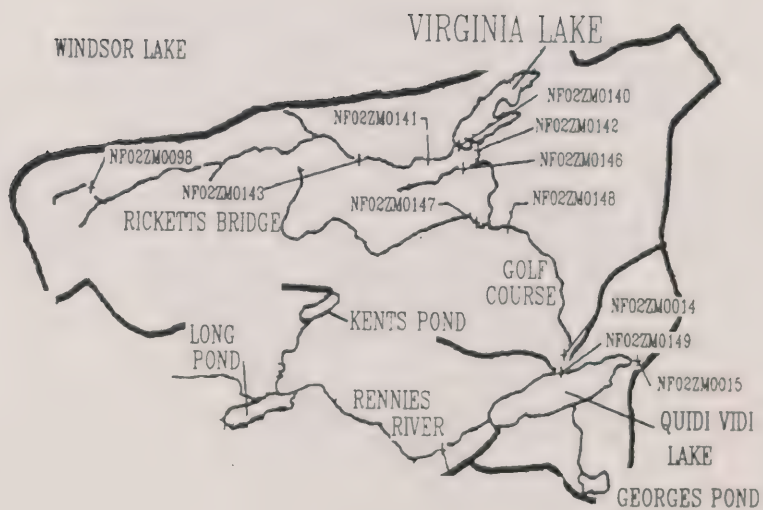 VIRGINIA LAKE
WINDSOR LAKE
NF02ZM0140
NF02ZM0141
NF02ZM0142
NF02ZM0146
NF02ZM0098
NF02ZM0143
NF02ZM0147
NF02ZM0148
RICKETTS BRIDGE
GOLF
COURSE
NF02ZM0014
KENTS POND
LONG
POND
NF02ZM0149
NF02ZM0015
RENNIES
RIVER
QUIDI VIDI
LAKE
GEORGES POND